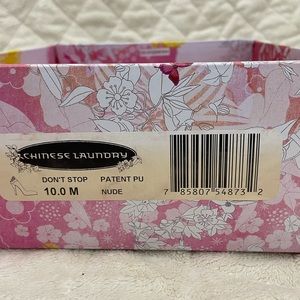 CHINESE LAUNDRY
DON'T STOP PATENT PU
10.0 M NUDE
7 85807 54873 2